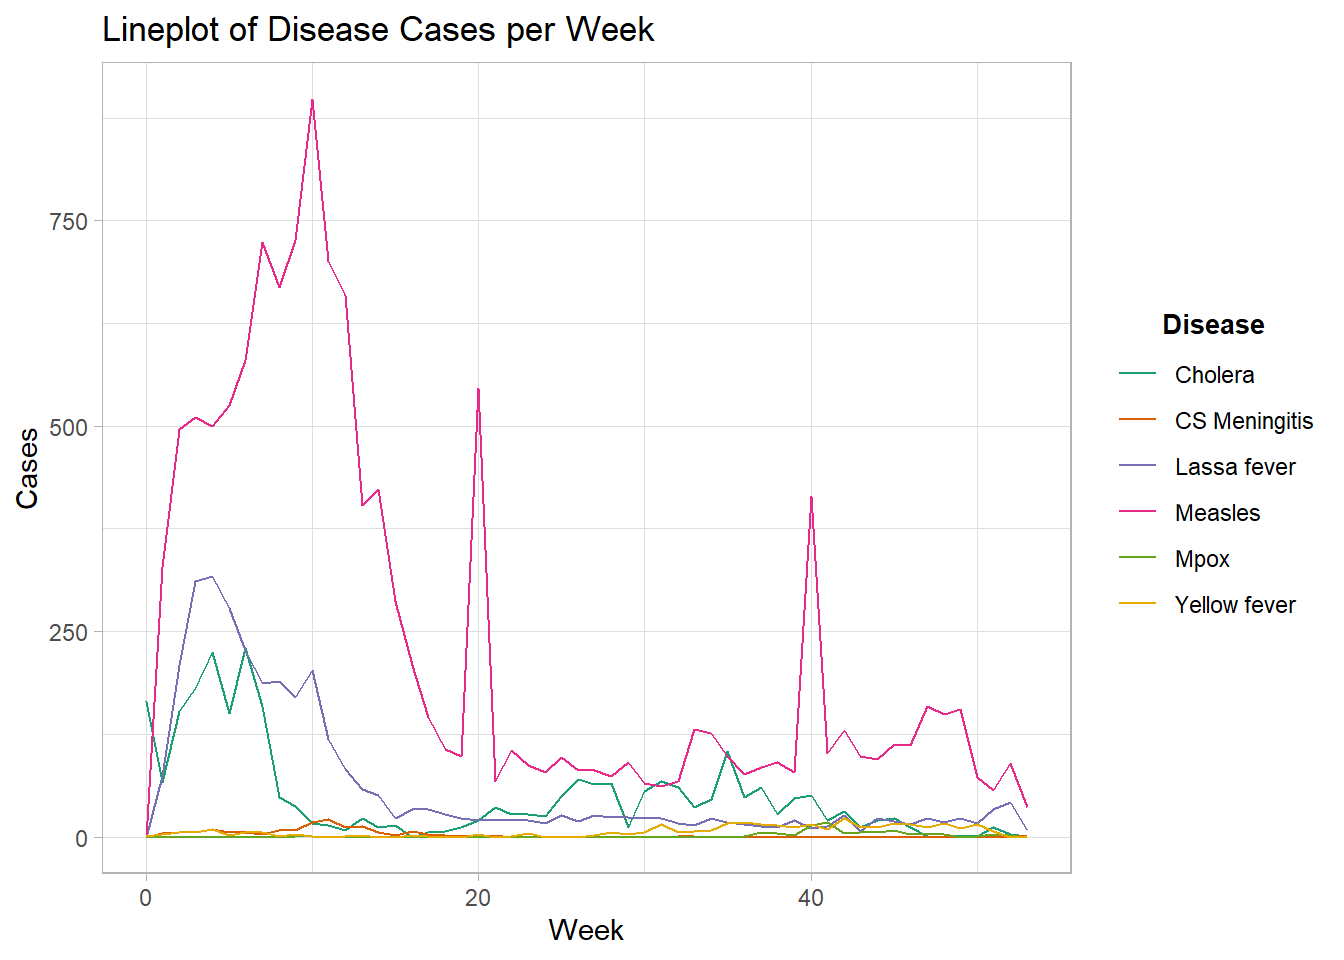 Lineplot of Disease Cases per Week
750
500
250
0
Cases
0 20 40
Week
Disease
Cholera
CS Meningitis
Lassa fever
Measles
Mpox
Yellow fever